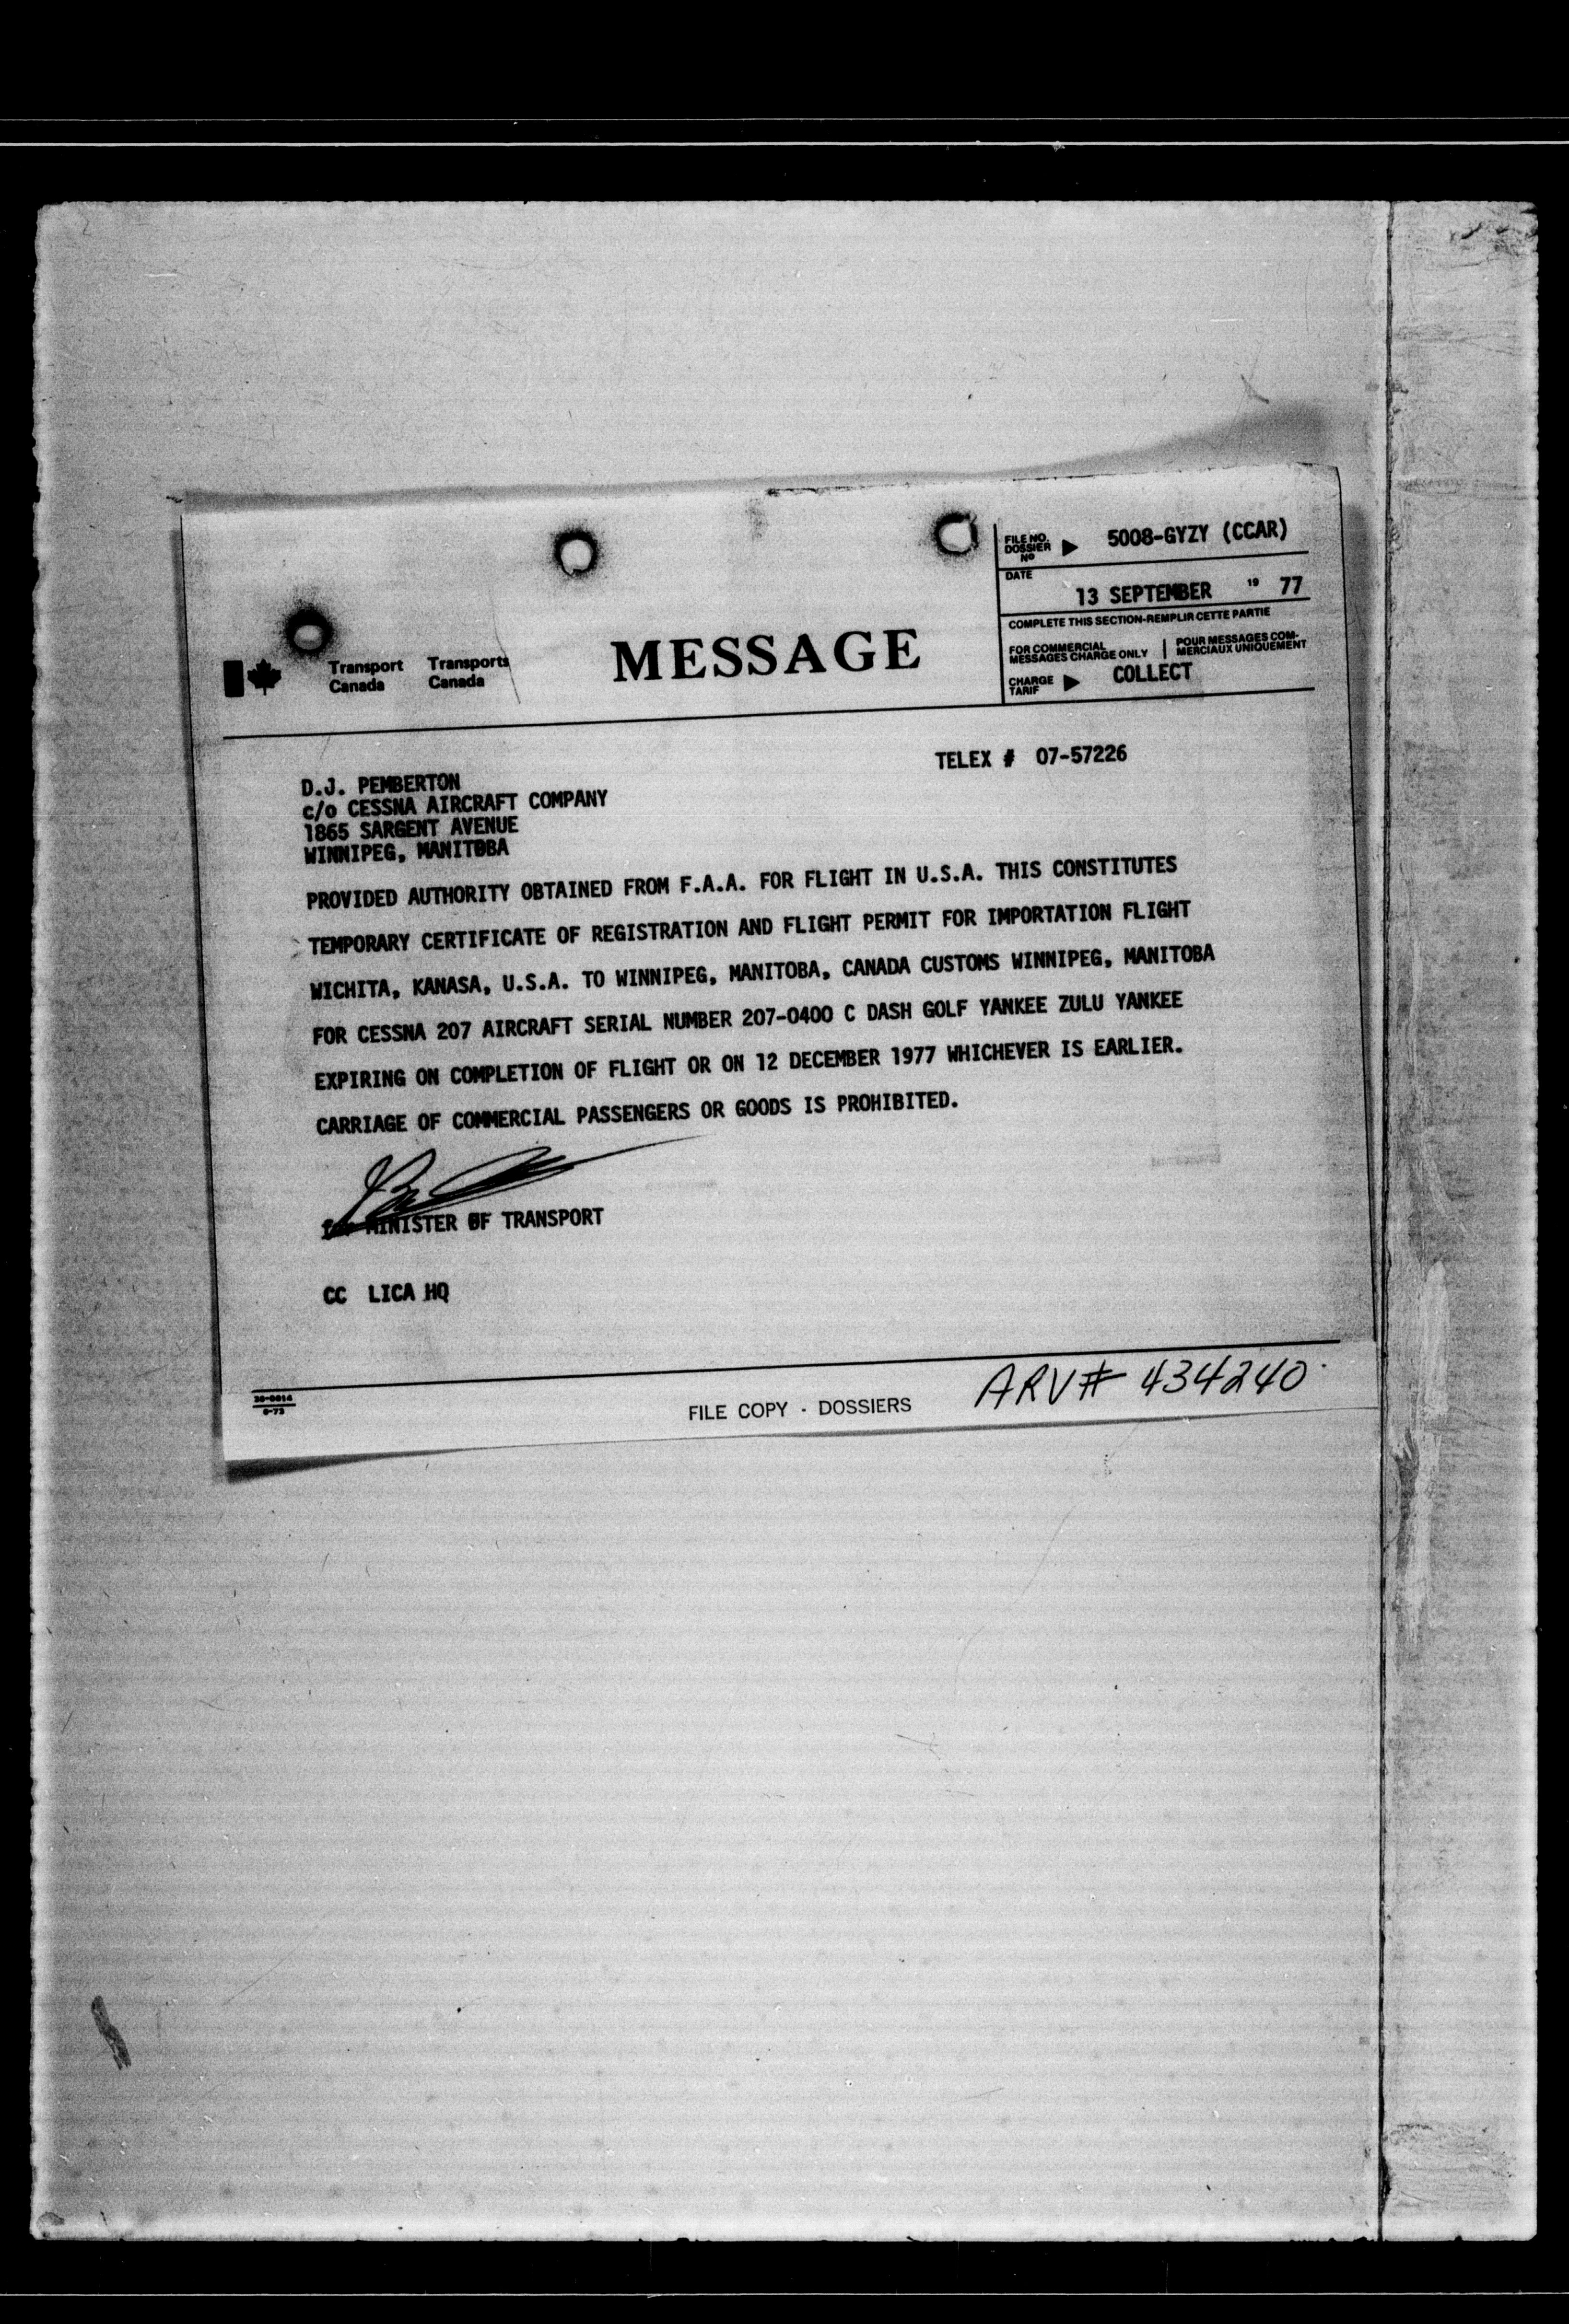 FILE NO. DOSSIER NO 5008-GYZY (CCAR)
DATE 13 SEPTEMBER 19 77
COMPLETE THIS SECTION-REMPLIR CETTE PARTIE
FOR COMMERCIAL MESSAGES CHARGE ONLY
POUR MESSAGES COM-MERCIAUX UNIQUEMENT
CHARGE TARIF COLLECT
Transport Canada
Transports Canada
MESSAGE
TELEX # 07-57226
D.J. PEMBERTON
c/o CESSNA AIRCRAFT COMPANY
1865 SARGENT AVENUE
WINNIPEG, MANITOBA
PROVIDED AUTHORITY OBTAINED FROM F.A.A. FOR FLIGHT IN U.S.A. THIS CONSTITUTES
TEMPORARY CERTIFICATE OF REGISTRATION AND FLIGHT PERMIT FOR IMPORTATION FLIGHT
WICHITA, KANASA, U.S.A. TO WINNIPEG, MANITOBA, CANADA CUSTOMS WINNIPEG, MANITOBA
FOR CESSNA 207 AIRCRAFT SERIAL NUMBER 207-0400 C DASH GOLF YANKEE ZULU YANKEE
EXPIRING ON COMPLETION OF FLIGHT OR ON 12 DECEMBER 1977 WHICHEVER IS EARLIER.
CARRIAGE OF COMMERCIAL PASSENGERS OR GOODS IS PROHIBITED.
for MINISTER OF TRANSPORT
CC LICA HQ
FILE COPY - DOSSIERS
ARV# 434240